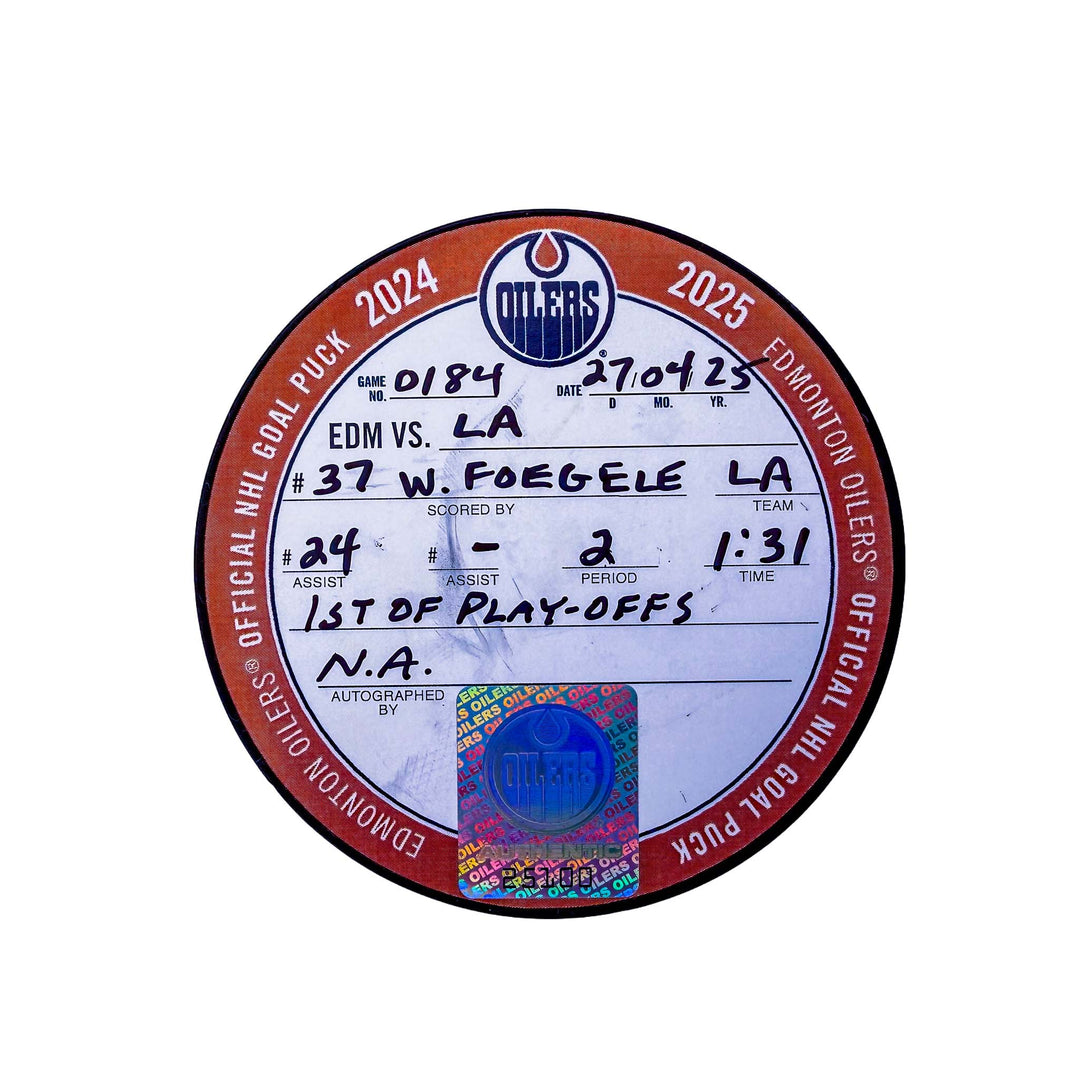 2024 2025
OILERS
EDMONTON OILERS® OFFICIAL NHL GOAL PUCK
EDMONTON OILERS® OFFICIAL NHL GOAL PUCK
GAME NO. 0184 DATE 27/04/25
D MO. YR.
EDM VS. LA
#37 W. FOEGELE LA
SCORED BY TEAM
#24 # - 2 1:31
ASSIST ASSIST PERIOD TIME
1ST OF PLAY-OFFS
N.A.
AUTOGRAPHED BY
OILERS
AUTHENTIC
25100